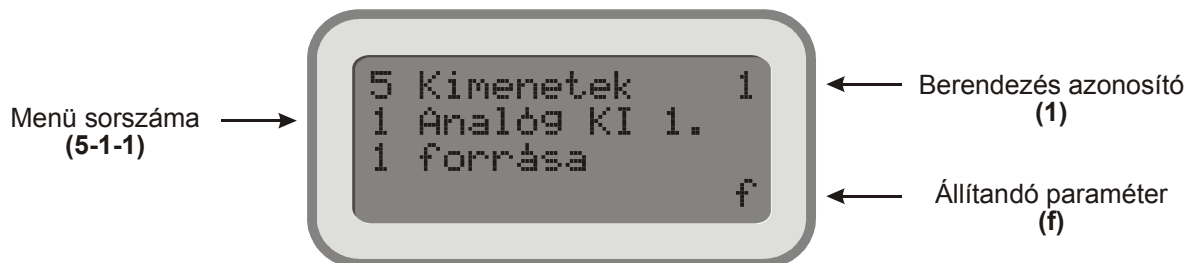 Menü sorszáma
(5-1-1)
5 Kimenetek 1
1 Analóg KI 1.
1 forrása
f
Berendezés azonosító
(1)
Állítandó paraméter
(f)